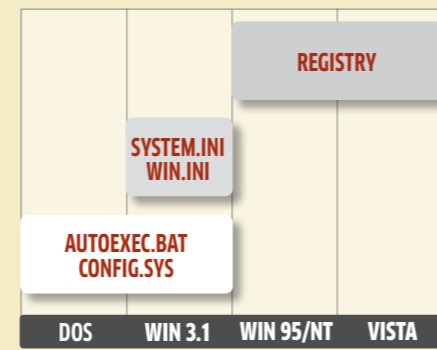 REGISTRY
SYSTEM.INI
WIN.INI
AUTOEXEC.BAT
CONFIG.SYS
DOS WIN 3.1 WIN 95/NT VISTA